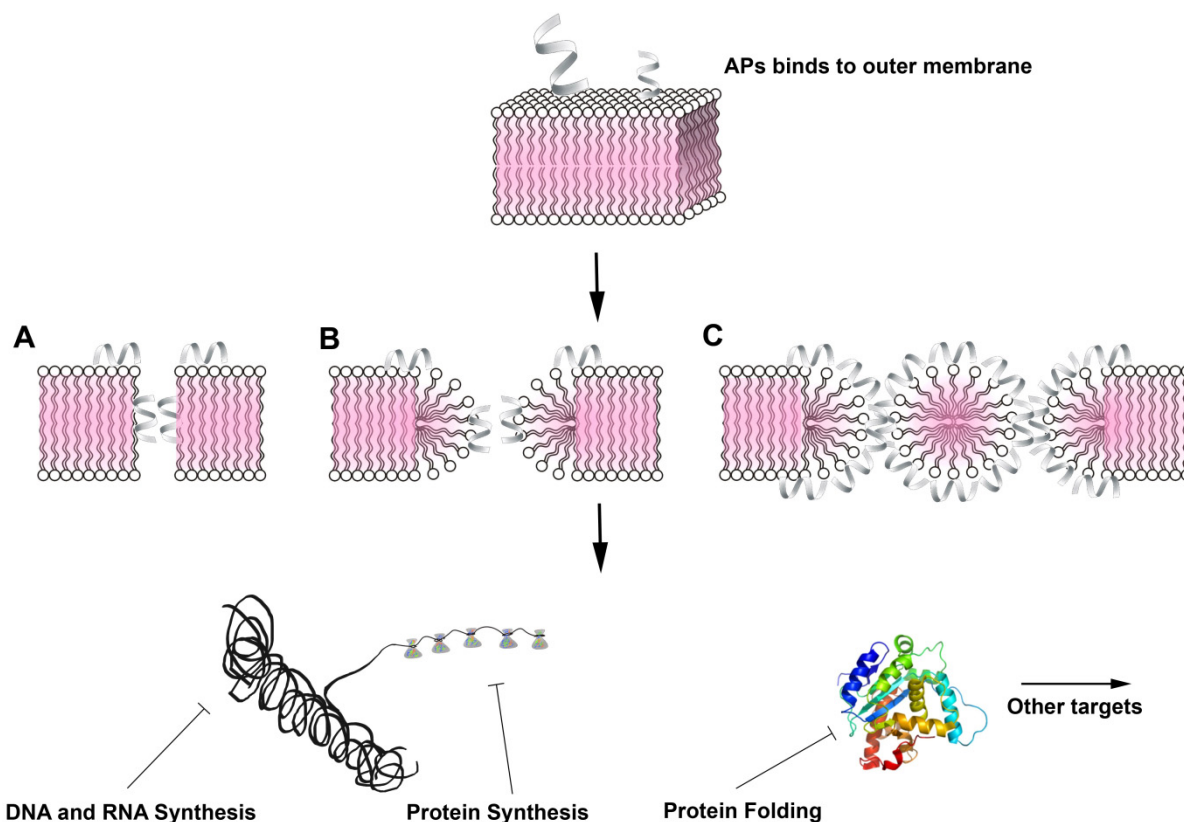 APs binds to outer membrane
A
B
C
Other targets
DNA and RNA Synthesis
Protein Synthesis
Protein Folding